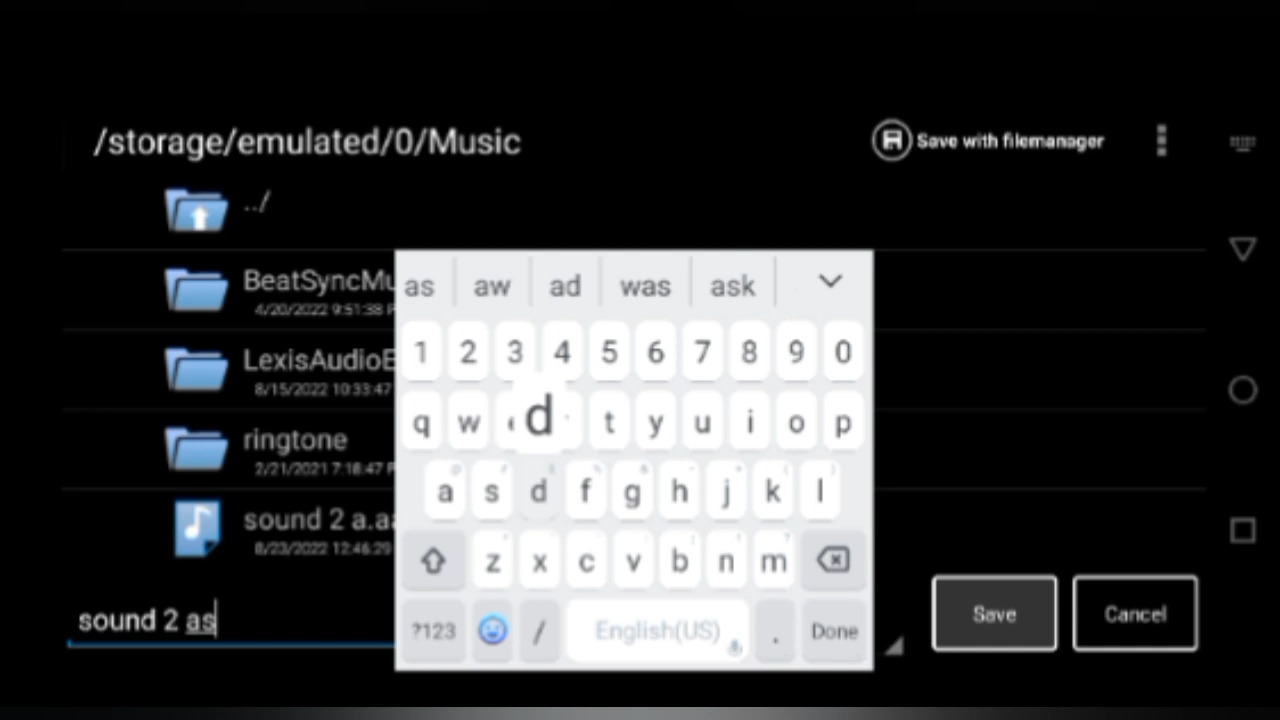 /storage/emulated/0/Music
Save with filemanager
../
BeatSyncMu
4/20/2022 9:51:38 P
LexisAudioE
8/15/2022 10:33:47
ringtone
2/21/2021 7:18:47 P
sound 2 a.aa
8/23/2022 12:46:29
sound 2 as
as aw ad was ask
1 2 3 4 5 6 7 8 9 0
q w d t y u i o p
a s d f g h j k l
z x c v b n m
?123 / English(US) . Done
Save
Cancel